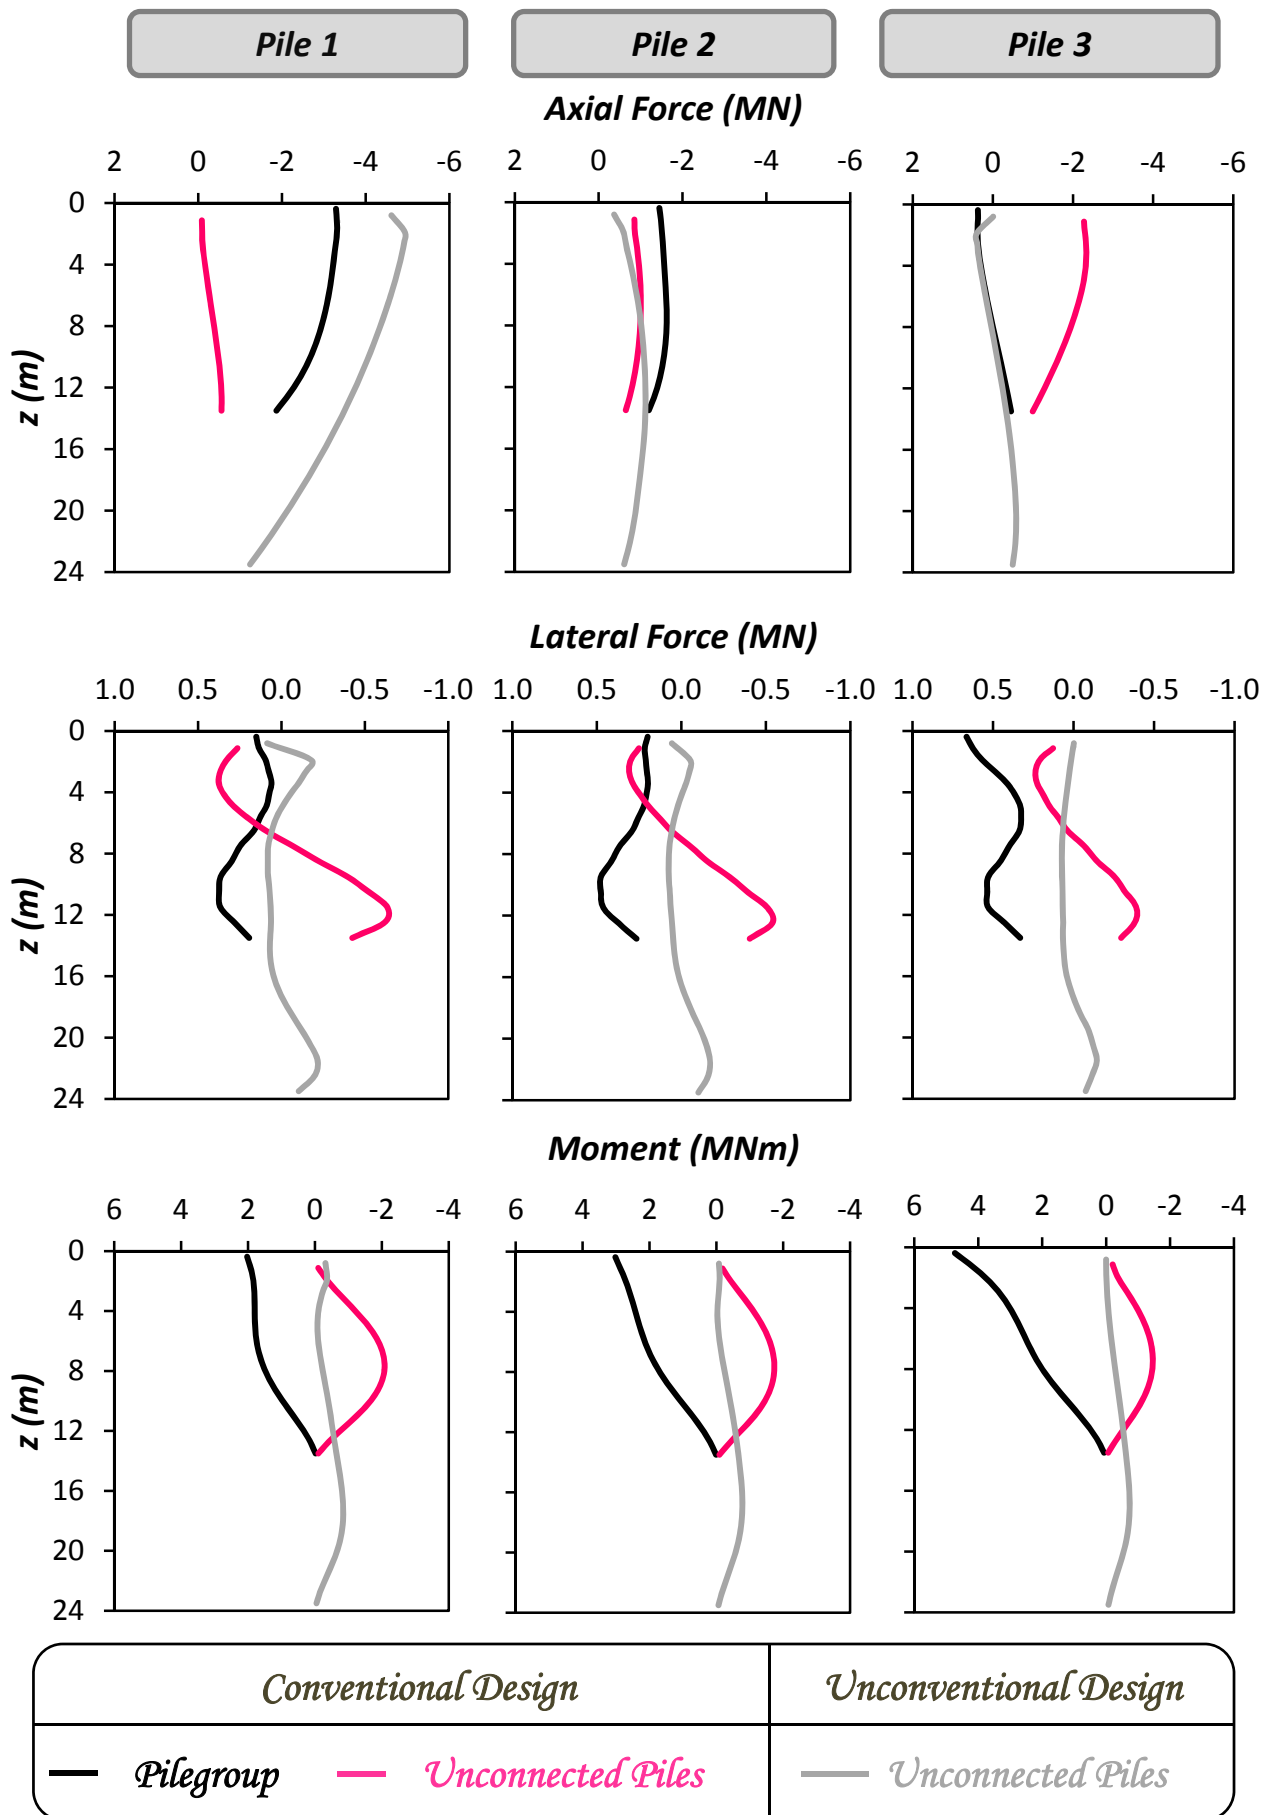 Pile 1 Pile 2 Pile 3
Axial Force (MN)
2 0 -2 -4 -6 2 0 -2 -4 -6 2 0 -2 -4 -6
0
4
8
12
16
20
24
z (m)
Lateral Force (MN)
1.0 0.5 0.0 -0.5 -1.0 1.0 0.5 0.0 -0.5 -1.0 1.0 0.5 0.0 -0.5 -1.0
0
4
8
12
16
20
24
z (m)
Moment (MNm)
6 4 2 0 -2 -4 6 4 2 0 -2 -4 6 4 2 0 -2 -4
0
4
8
12
16
20
24
z (m)
Conventional Design Unconventional Design
Pilegroup Unconnected Piles Unconnected Piles